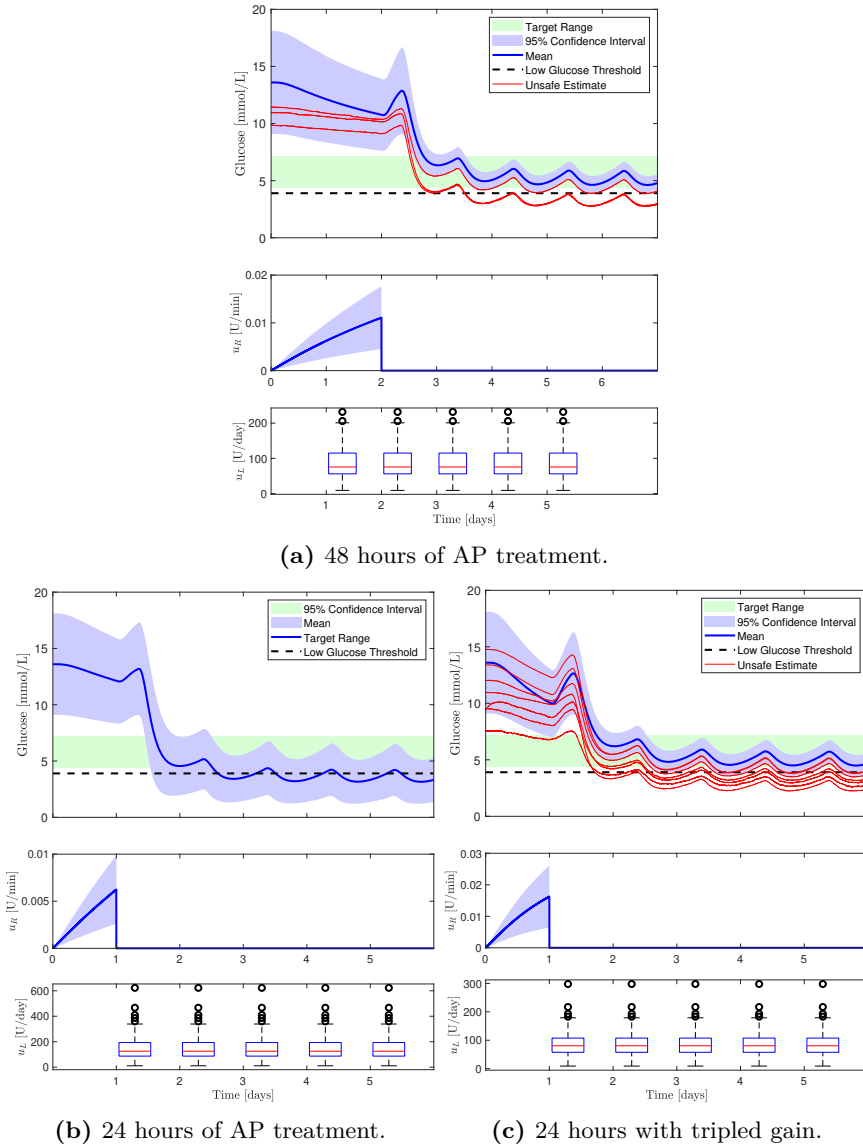 20
15
10
5
0
Glucose [mmol/L]
Target Range
95% Confidence Interval
Mean
Low Glucose Threshold
Unsafe Estimate
0.02
0.01
0
u_R [U/min]
0 1 2 3 4 5 6
200
100
0
u_L [U/day]
1 2 3 4 5 6
Time [days]
(a) 48 hours of AP treatment.
20
15
10
5
0
Glucose [mmol/L]
95% Confidence Interval
Mean
Target Range
Low Glucose Threshold
0.01
0.005
0
u_R [U/min]
0 1 2 3 4 5
600
400
200
0
u_L [U/day]
1 2 3 4 5
Time [days]
(b) 24 hours of AP treatment.
20
15
10
5
0
Glucose [mmol/L]
Target Range
95% Confidence Interval
Mean
Low Glucose Threshold
Unsafe Estimate
0.03
0.02
0.01
0
u_R [U/min]
0 1 2 3 4 5
300
200
100
0
u_L [U/day]
1 2 3 4 5
Time [days]
(c) 24 hours with tripled gain.